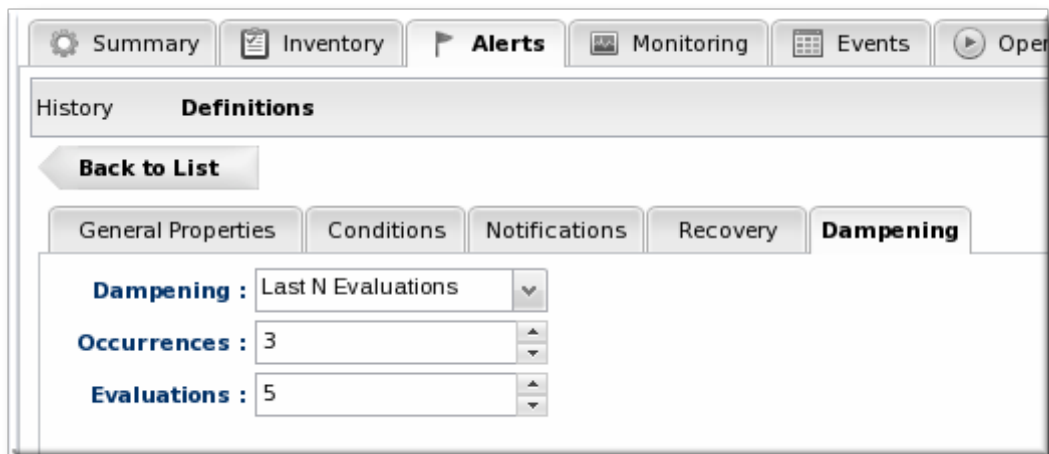 Summary Inventory Alerts Monitoring Events Oper
History Definitions
Back to List
General Properties Conditions Notifications Recovery Dampening
Dampening : Last N Evaluations
Occurrences : 3
Evaluations : 5